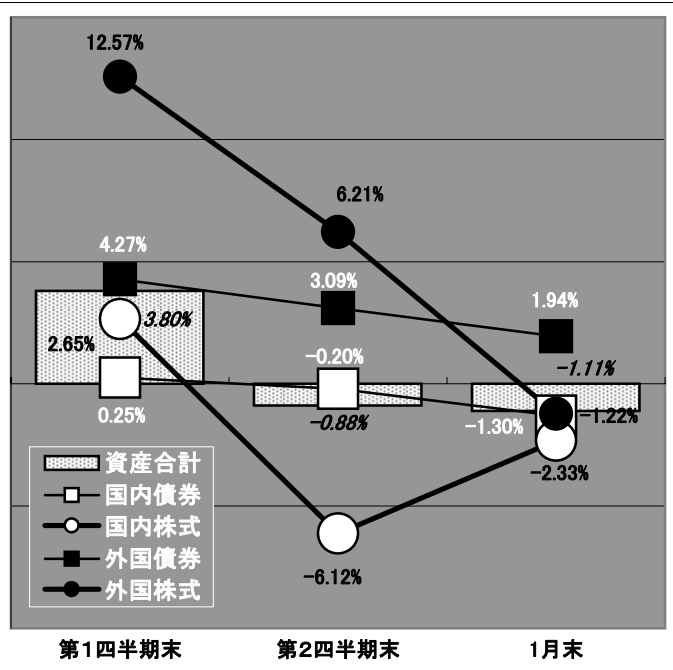 12.57%
6.21%
4.27%
3.09%
1.94%
3.80%
2.65%
-0.20%
-1.11%
0.25%
-0.88%
-1.30%
-1.22%
-2.33%
-6.12%
資産合計
国内債券
国内株式
外国債券
外国株式
第1四半期末 第2四半期末 1月末